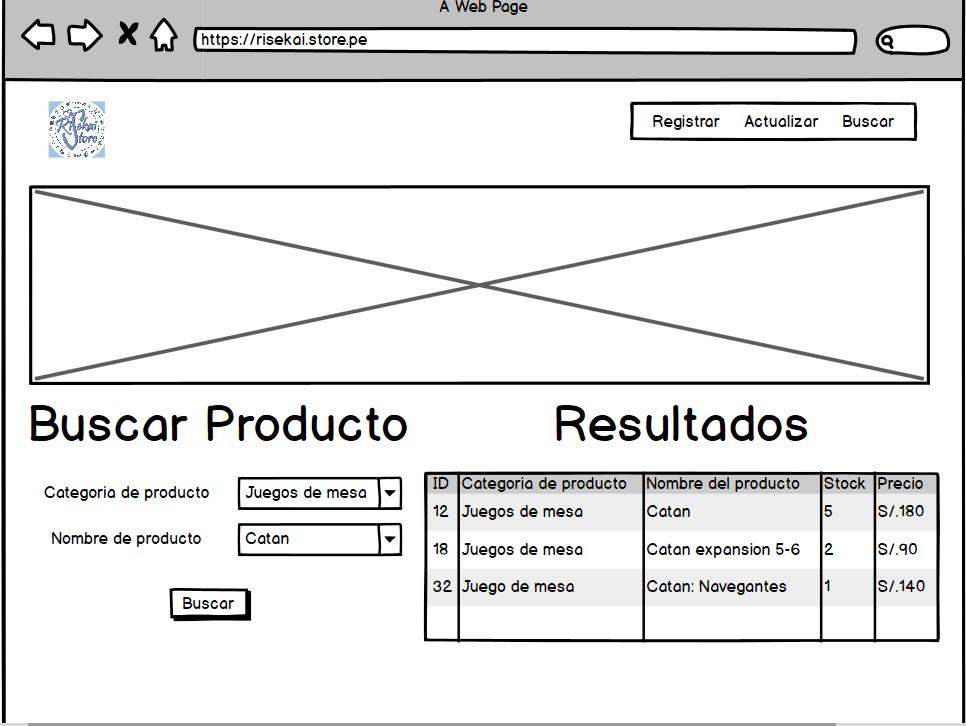 A Web Page
https://risekai.store.pe
RiSekai
Store
Registrar Actualizar Buscar
Buscar Producto
Categoria de producto Juegos de mesa
Nombre de producto Catan
Buscar
Resultados
ID Categoria de producto Nombre del producto Stock Precio
12 Juegos de mesa Catan 5 S/.180
18 Juegos de mesa Catan expansion 5-6 2 S/.90
32 Juego de mesa Catan: Navegantes 1 S/.140